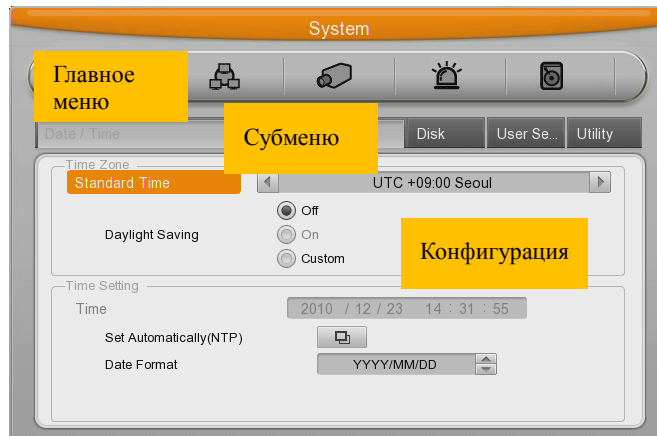 System
Главное
меню
Субменю
Date / Time
Disk
User Se...
Utility
Time Zone
Standard Time
UTC +09:00 Seoul
Off
Daylight Saving
On
Custom
Конфигурация
Time Setting
Time
2010 / 12 / 23 14 : 31 : 55
Set Automatically(NTP)
Date Format
YYYY/MM/DD